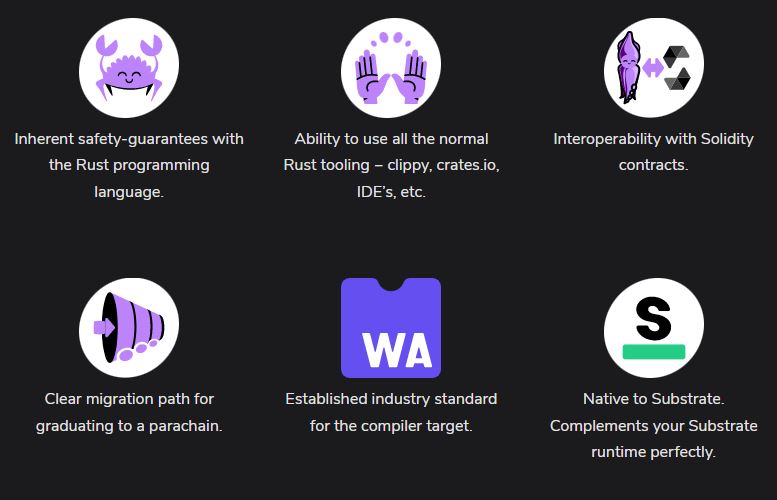 Inherent safety-guarantees with
the Rust programming
language.
Ability to use all the normal
Rust tooling – clippy, crates.io,
IDE's, etc.
Interoperability with Solidity
contracts.
Clear migration path for
graduating to a parachain.
WA
Established industry standard
for the compiler target.
S
Native to Substrate.
Complements your Substrate
runtime perfectly.